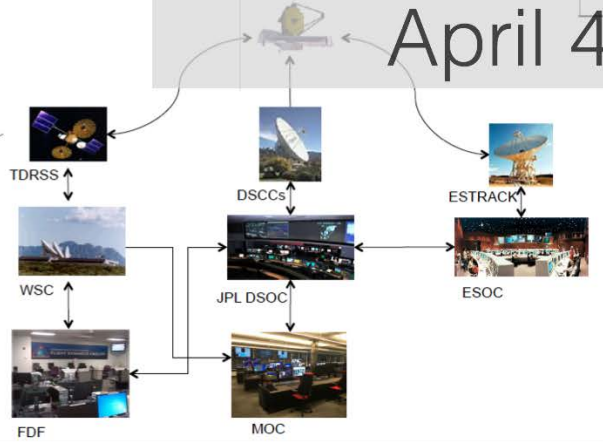 April 4
TDRSS
DSCCs
ESTRACK
WSC
JPL DSOC
ESOC
FDF
MOC